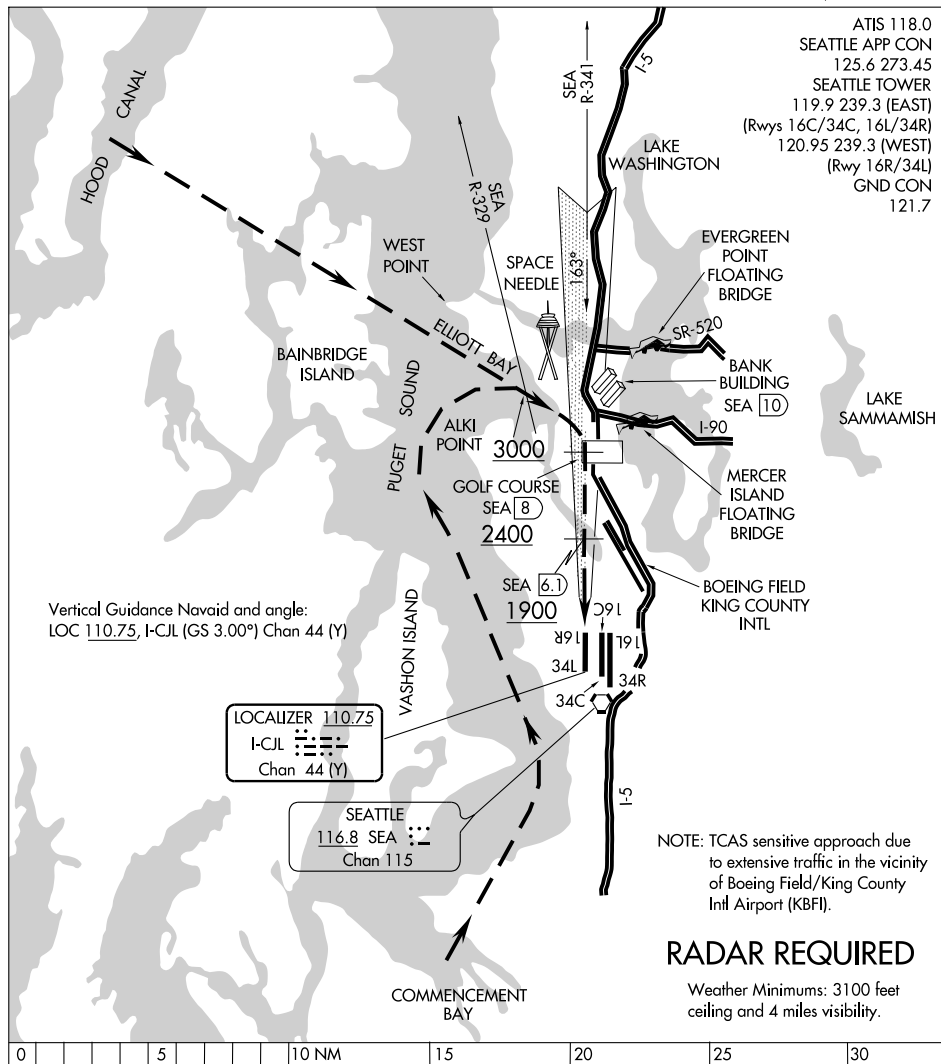 ATIS 118.0
SEATTLE APP CON
125.6 273.45
SEATTLE TOWER
119.9 239.3 (EAST)
(Rwys 16C/34C, 16L/34R)
120.95 239.3 (WEST)
(Rwy 16R/34L)
GND CON
121.7
HOOD
CANAL
SEA
R-341
I-5
LAKE
WASHINGTON
SEA
R-329
WEST
POINT
SPACE
NEEDLE
163°
EVERGREEN
POINT
FLOATING
BRIDGE
SR-520
ELLIOTT BAY
BAINBRIDGE
ISLAND
BANK
BUILDING
SEA 10
LAKE
SAMMAMISH
PUGET
SOUND
ALKI
POINT
3000
I-90
GOLF COURSE
SEA 8
2400
MERCER
ISLAND
FLOATING
BRIDGE
SEA 6.1
1900
BOEING FIELD
KING COUNTY
INTL
Vertical Guidance Navaid and angle:
LOC 110.75, I-CJL (GS 3.00°) Chan 44 (Y)
VASHON ISLAND
16R
16C
16L
34L
34C
34R
LOCALIZER 110.75
I-CJL
Chan 44 (Y)
SEATTLE
116.8 SEA
Chan 115
I-5
NOTE: TCAS sensitive approach due
to extensive traffic in the vicinity
of Boeing Field/King County
Intl Airport (KBFI).
RADAR REQUIRED
Weather Minimums: 3100 feet
ceiling and 4 miles visibility.
COMMENCEMENT
BAY
0 5 10 NM 15 20 25 30